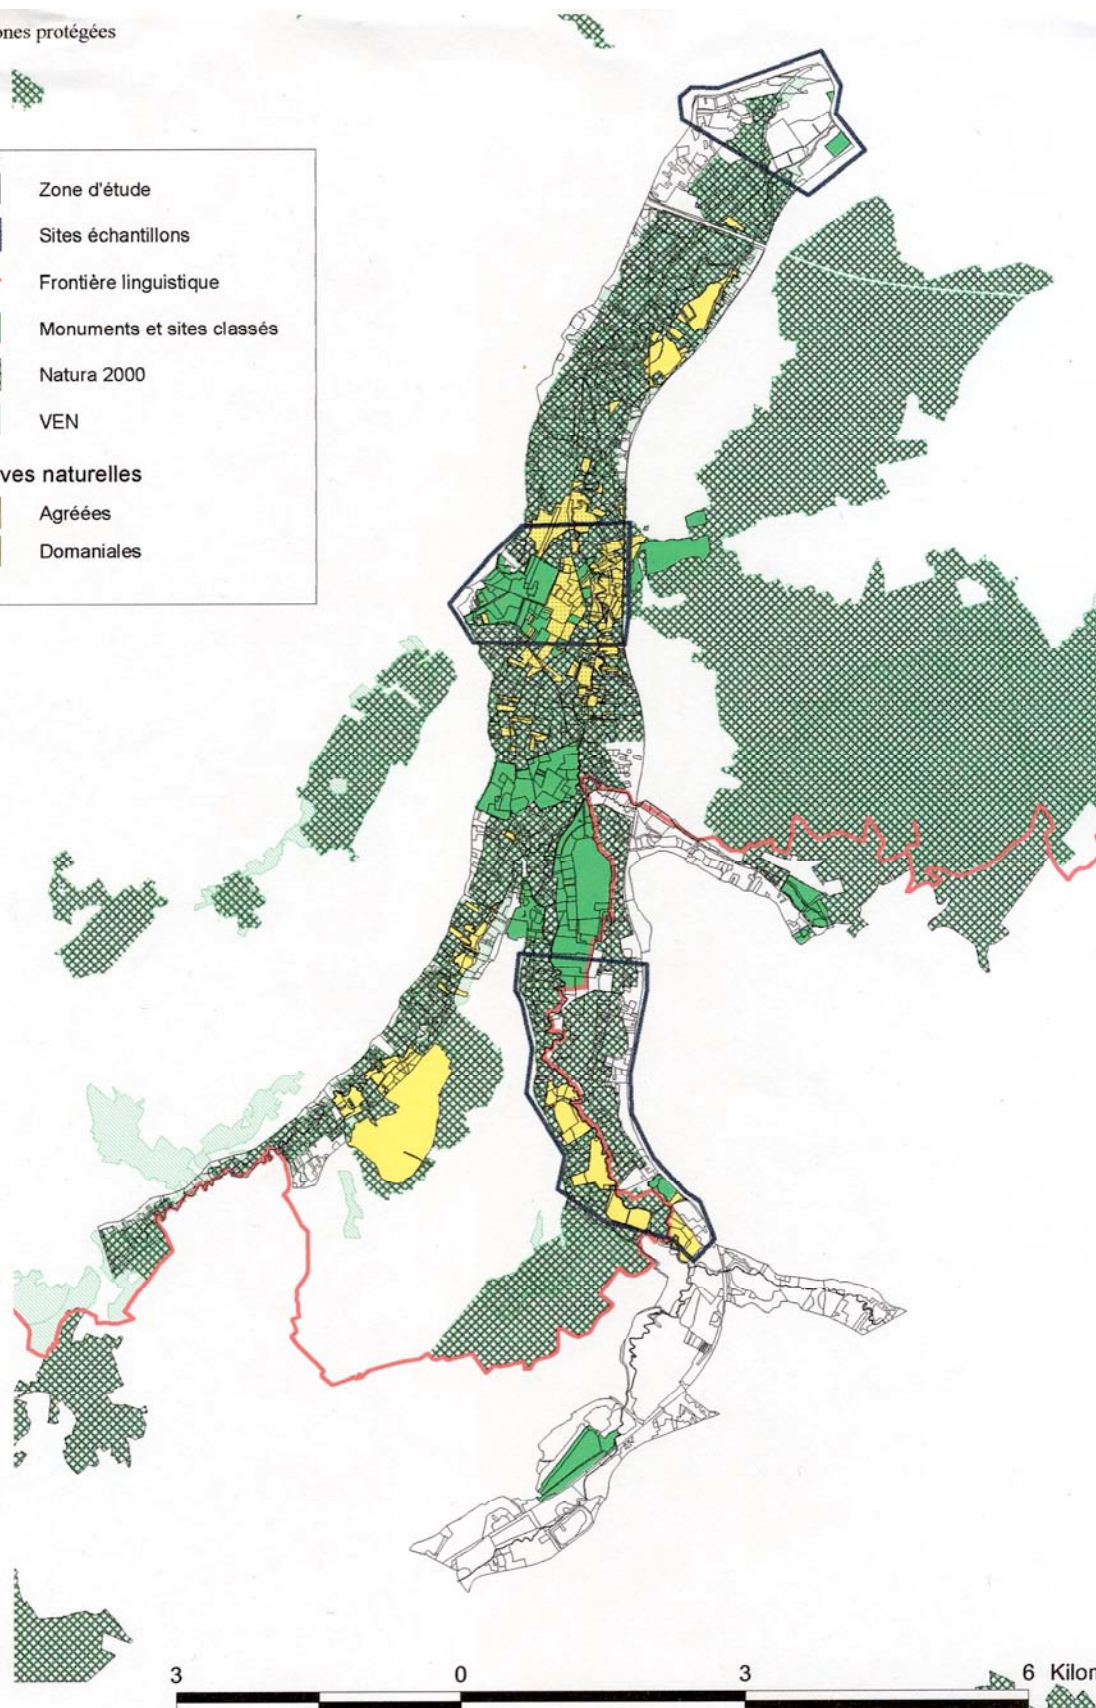 ones protégées
Zone d'étude
Sites échantillons
Frontière linguistique
Monuments et sites classés
Natura 2000
VEN
ves naturelles
Agréées
Domaniales
3 0 3 6 Kilom